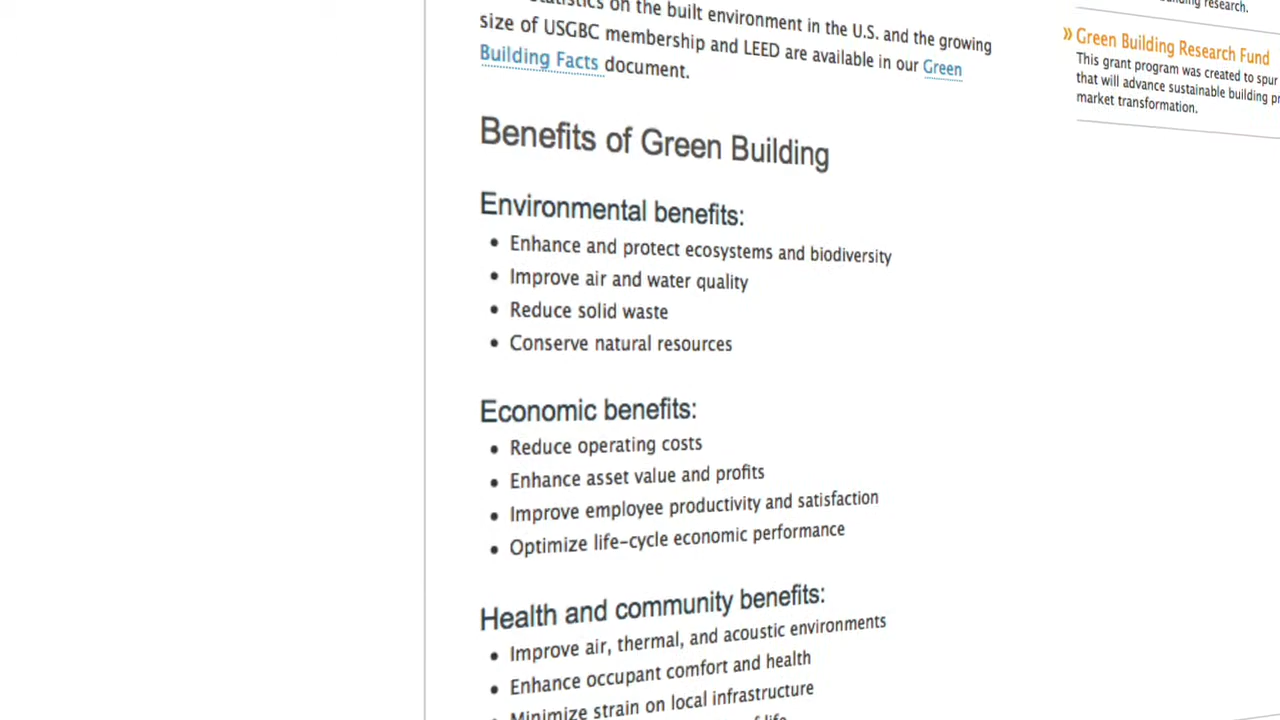 on the built environment in the U.S. and the growing
size of USGBC membership and LEED are available in our Green
Building Facts document.
Benefits of Green Building
Environmental benefits:
• Enhance and protect ecosystems and biodiversity
• Improve air and water quality
• Reduce solid waste
• Conserve natural resources
Economic benefits:
• Reduce operating costs
• Enhance asset value and profits
• Improve employee productivity and satisfaction
• Optimize life-cycle economic performance
Health and community benefits:
• Improve air, thermal, and acoustic environments
• Enhance occupant comfort and health
• Minimize strain on local infrastructure
of life
research.
» Green Building Research Fund
This grant program was created to spur
that will advance sustainable building
market transformation.